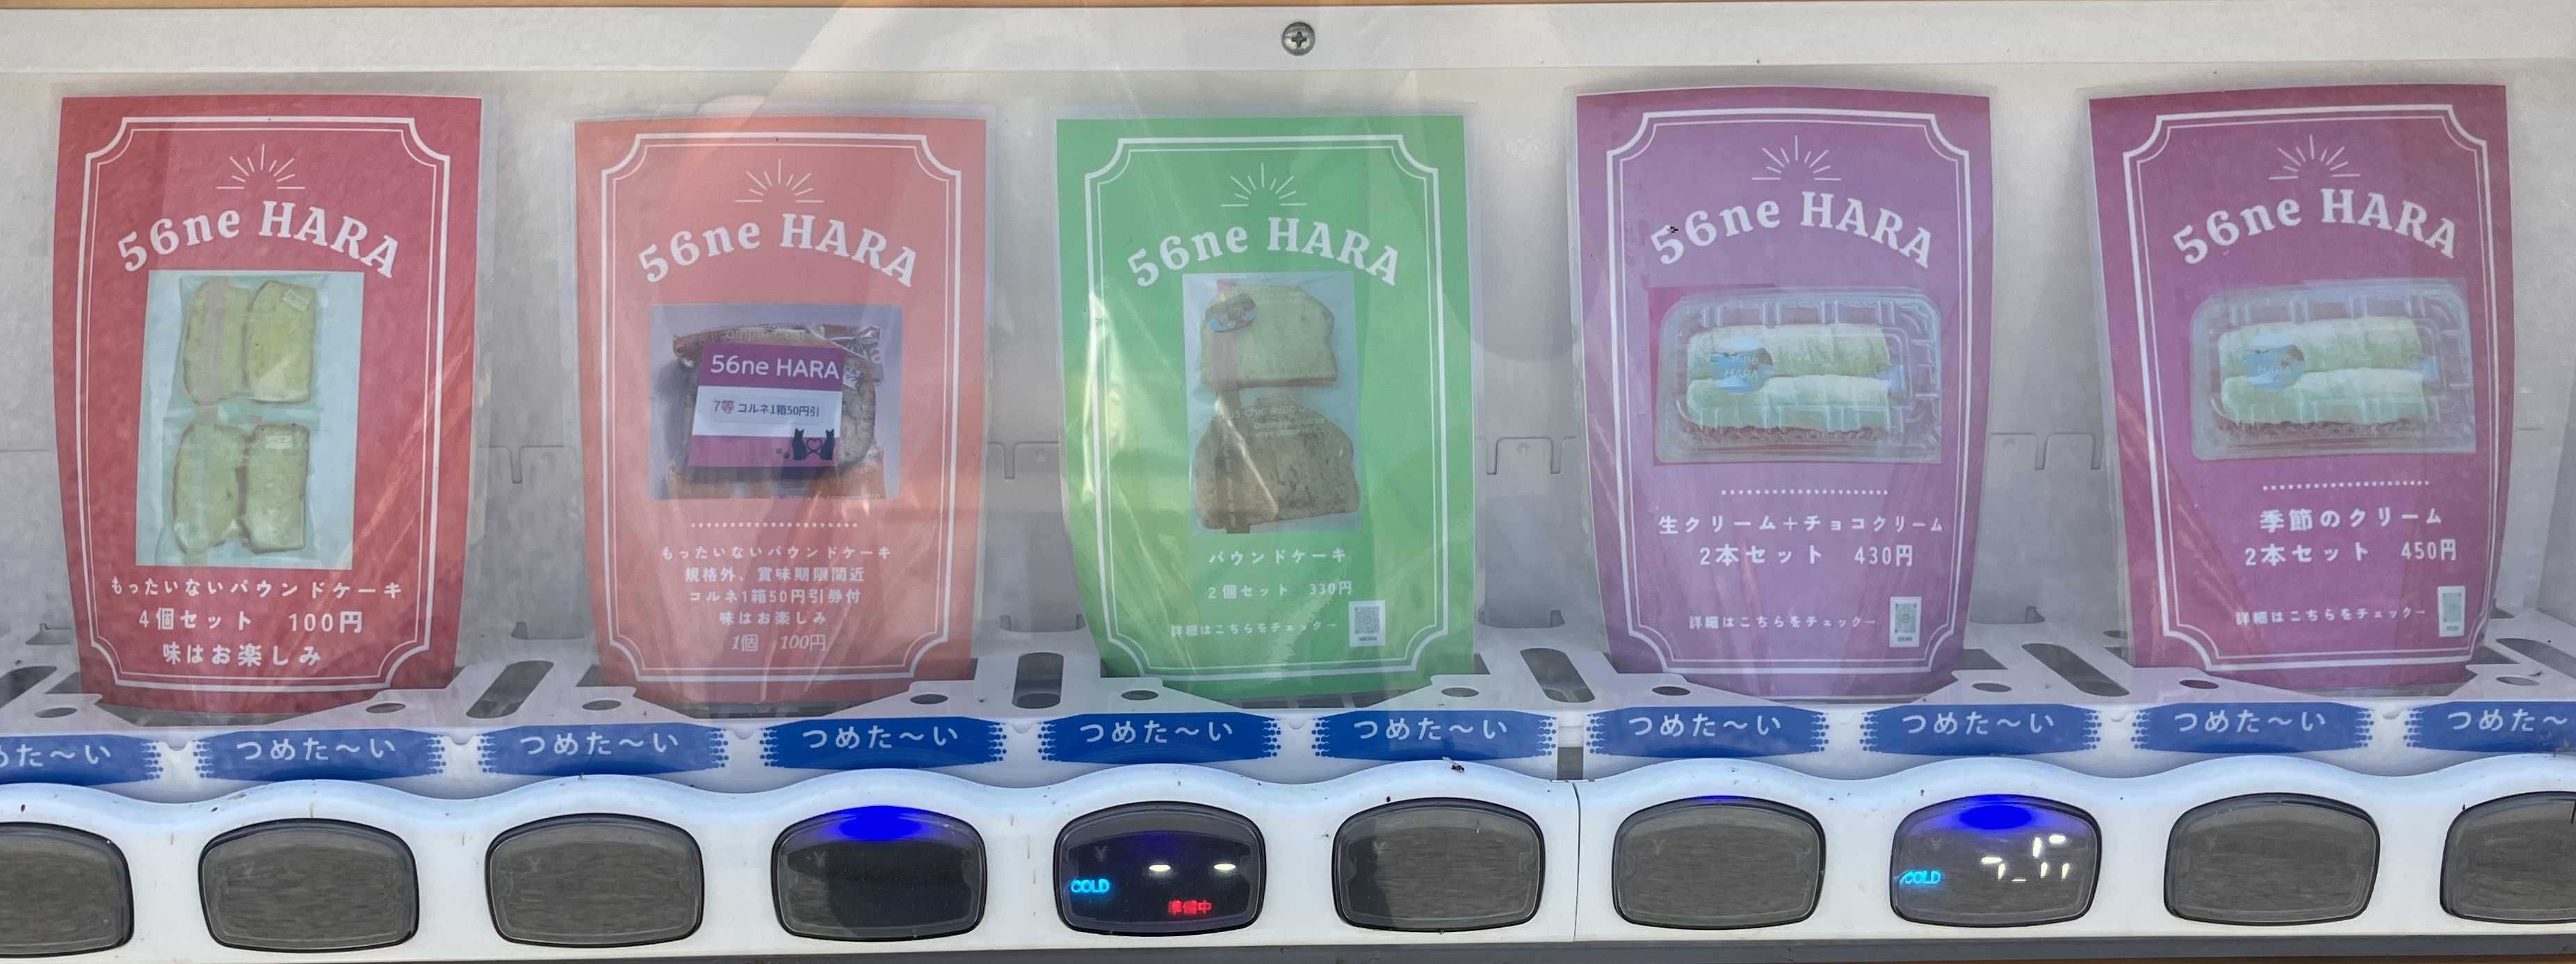 56ne HARA
もったいないパウンドケーキ
4個セット 100円
味はお楽しみ
56ne HARA
56ne HARA
7等 コルネ1箱50円引
もったいないパウンドケーキ
規格外、賞味期限間近
コルネ1箱50円引券付
味はお楽しみ
1個 100円
56ne HARA
パウンドケーキ
2個セット 330円
詳細はこちらをチェック→
56ne HARA
HARA
生クリーム+チョコクリーム
2本セット 430円
詳細はこちらをチェック→
56ne HARA
HARA
季節のクリーム
2本セット 450円
詳細はこちらをチェック→
めた〜い
つめた〜い
つめた〜い
つめた〜い
つめた〜い
つめた〜い
つめた〜い
つめた〜い
つめた〜い
つめた〜
¥
¥
¥
COLD
準備中
¥
¥
¥
COLD
¥